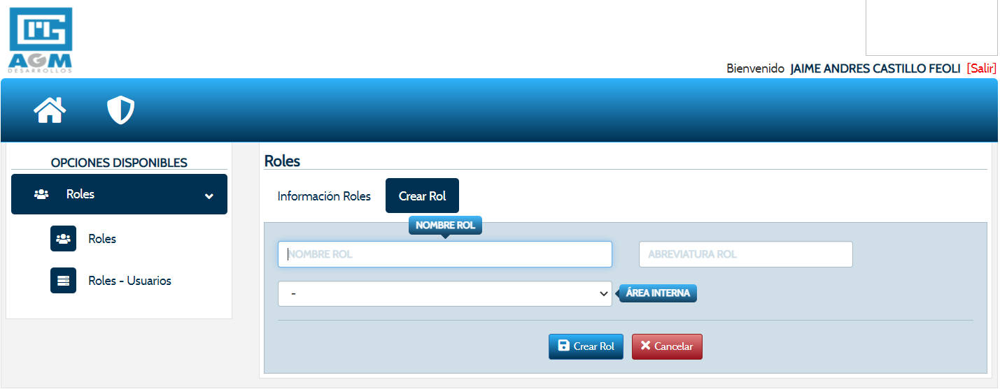 AGM
DESARROLLOS
Bienvenido JAIME ANDRES CASTILLO FEOLI [Salir]
OPCIONES DISPONIBLES
Roles
Roles
Roles - Usuarios
Roles
Información Roles
Crear Rol
NOMBRE ROL
NOMBRE ROL
ABREVIATURA ROL
-
ÁREA INTERNA
Crear Rol
Cancelar